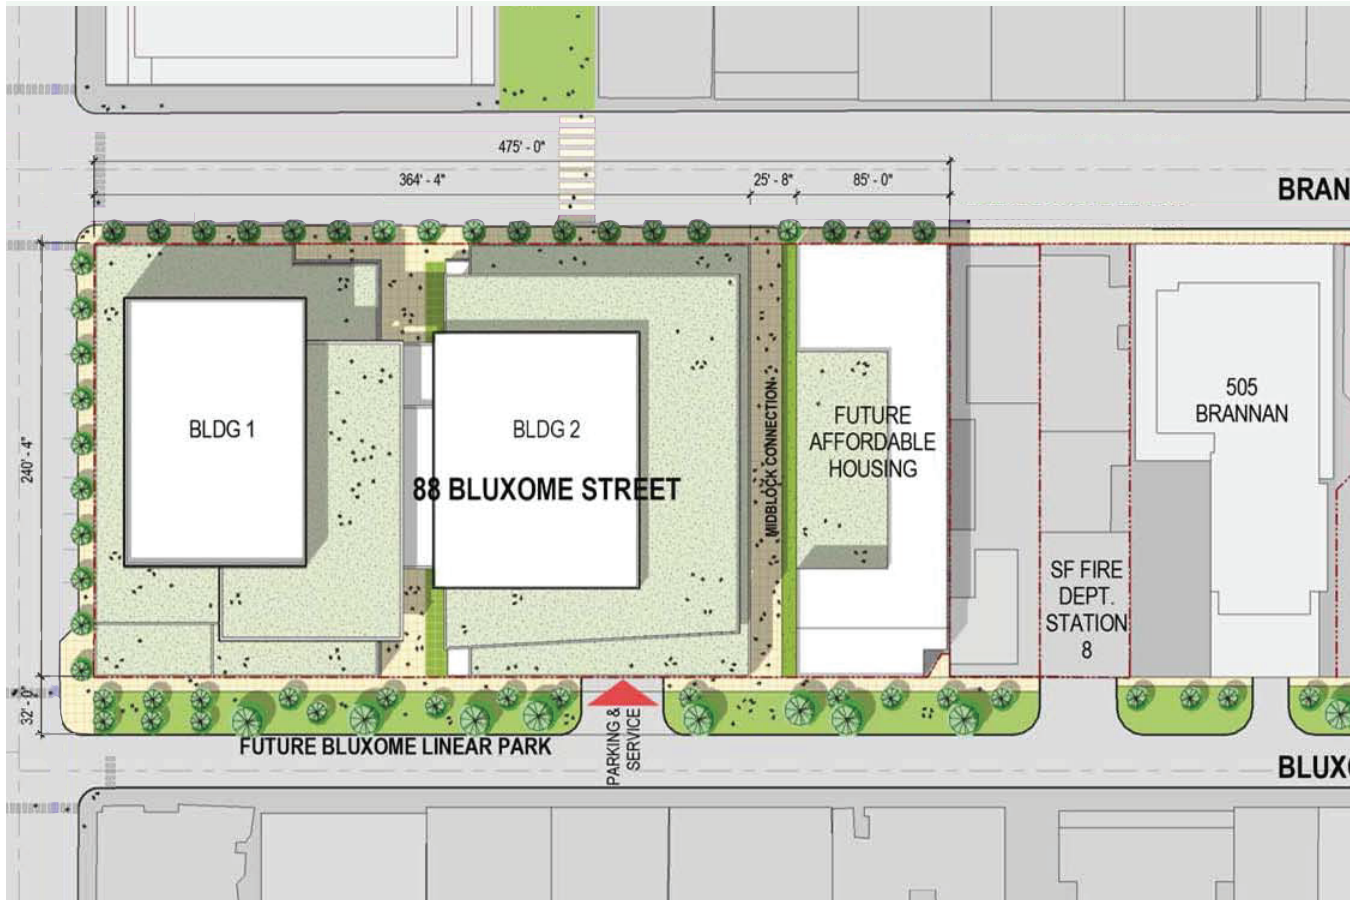 475' - 0"
364' - 4"
25' - 8"
85' - 0"
BRAN
240' - 4"
BLDG 1
BLDG 2
88 BLUXOME STREET
MIDBLOCK CONNECTION
FUTURE
AFFORDABLE
HOUSING
505
BRANNAN
SF FIRE
DEPT.
STATION
8
32' - 0"
FUTURE BLUXOME LINEAR PARK
PARKING &
SERVICE
BLUXO